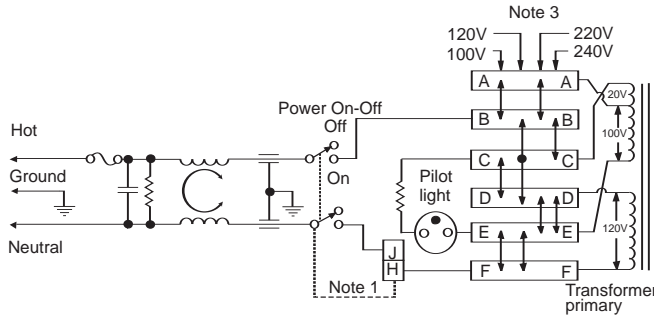 Note 3
120V
220V
100V
240V
A A
20V
Power On-Off
Off
B B
100V
Hot
C C
Ground
On
Pilot
light
D D
E E
120V
Neutral
J
H
F F
Note 1
Transformer
primary